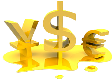 ¥ $ €